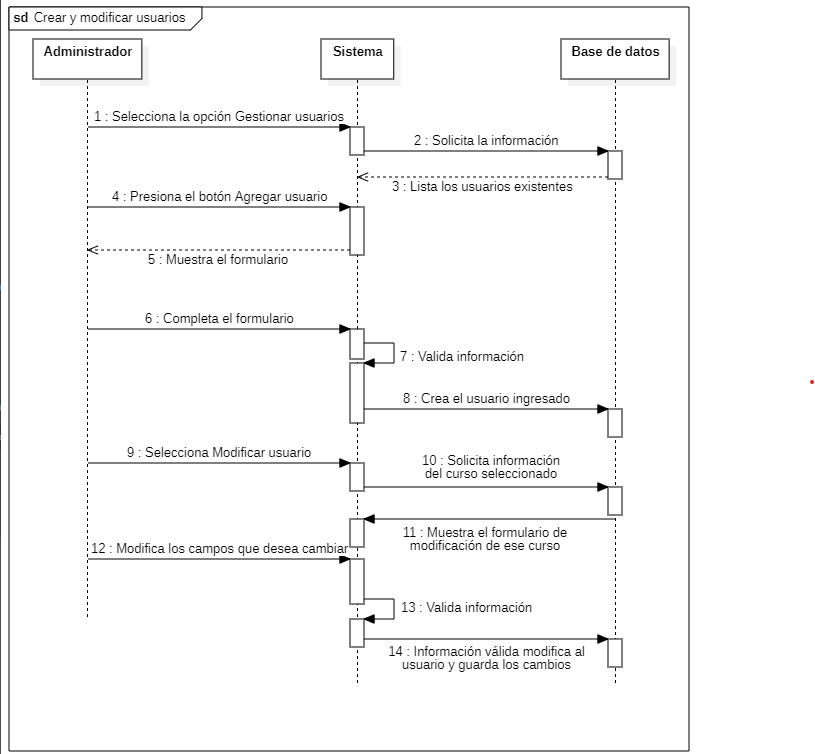 sd Crear y modificar usuarios
Administrador
Sistema
Base de datos
1 : Selecciona la opción Gestionar usuarios
2 : Solicita la información
3 : Lista los usuarios existentes
4 : Presiona el botón Agregar usuario
5 : Muestra el formulario
6 : Completa el formulario
7 : Valida información
8 : Crea el usuario ingresado
9 : Selecciona Modificar usuario
10 : Solicita información
del curso seleccionado
11 : Muestra el formulario de
modificación de ese curso
12 : Modifica los campos que desea cambiar
13 : Valida información
14 : Información válida modifica al
usuario y guarda los cambios